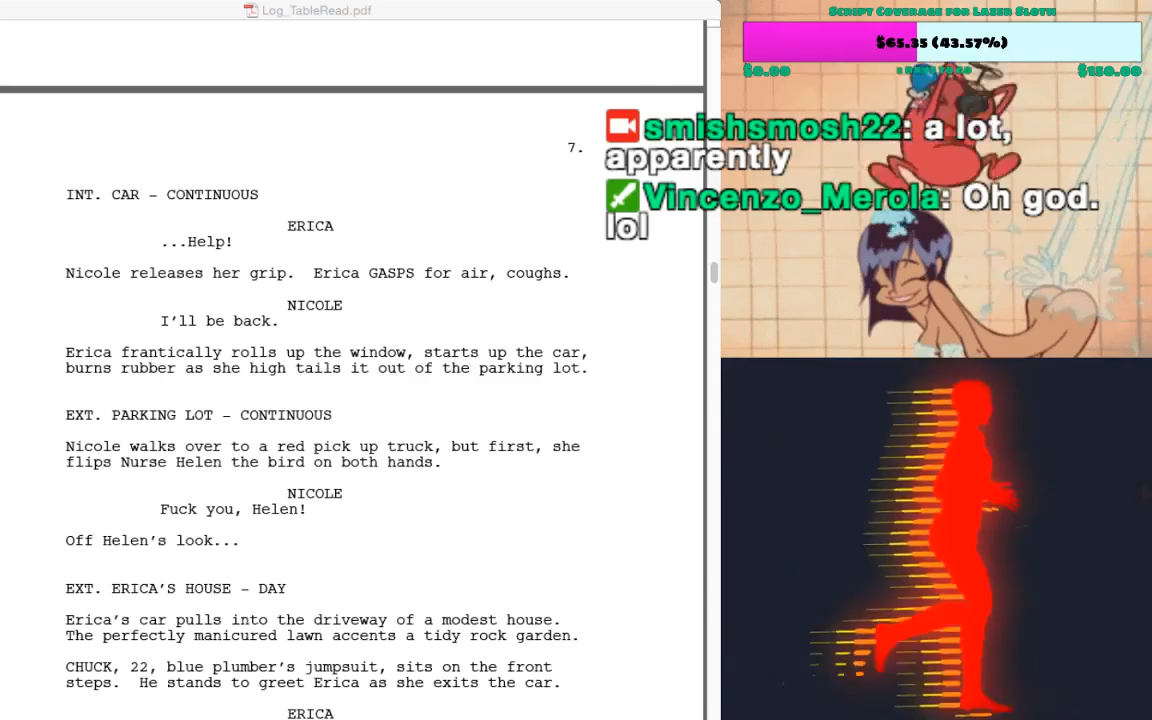 Log_TableRead.pdf
7.
INT. CAR – CONTINUOUS
ERICA
...Help!
Nicole releases her grip. Erica GASPS for air, coughs.
NICOLE
I'll be back.
Erica frantically rolls up the window, starts up the car,
burns rubber as she high tails it out of the parking lot.
EXT. PARKING LOT – CONTINUOUS
Nicole walks over to a red pick up truck, but first, she
flips Nurse Helen the bird on both hands.
NICOLE
Fuck you, Helen!
Off Helen's look...
EXT. ERICA'S HOUSE – DAY
Erica's car pulls into the driveway of a modest house.
The perfectly manicured lawn accents a tidy rock garden.
CHUCK, 22, blue plumber's jumpsuit, sits on the front
steps. He stands to greet Erica as she exits the car.
ERICA
Script Coverage for Lazer Sloth
$65.35 (43.57%)
$0.00
$150.00
smishsmosh22: a lot,
apparently
Vincenzo_Merola: Oh god.
lol